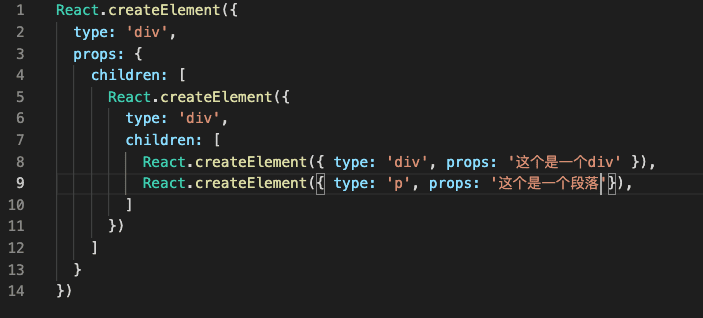 1 React.createElement({
2   type: 'div',
3   props: {
4     children: [
5       React.createElement({
6         type: 'div',
7         children: [
8           React.createElement({ type: 'div', props: '这个是一个div' }),
9           React.createElement({ type: 'p', props: '这个是一个段落'}),
10         ]
11       })
12     ]
13   }
14 })